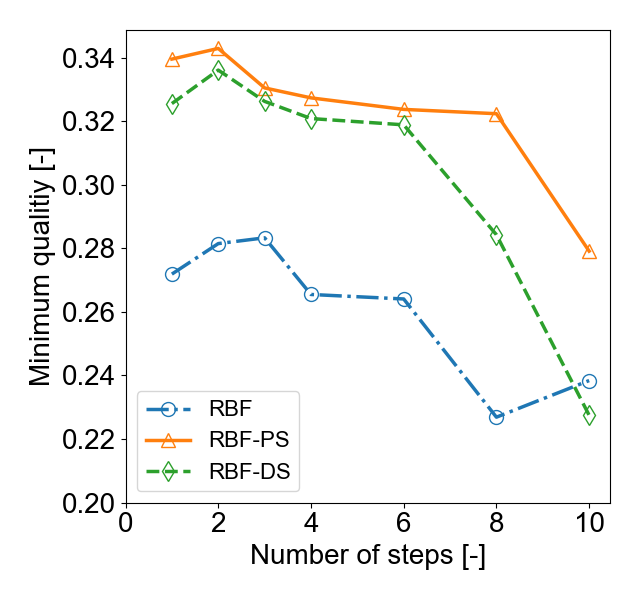 0.34
0.32
0.30
0.28
0.26
0.24
0.22
0.20
Minimum qualitiy [-]
RBF
RBF-PS
RBF-DS
0 2 4 6 8 10
Number of steps [-]